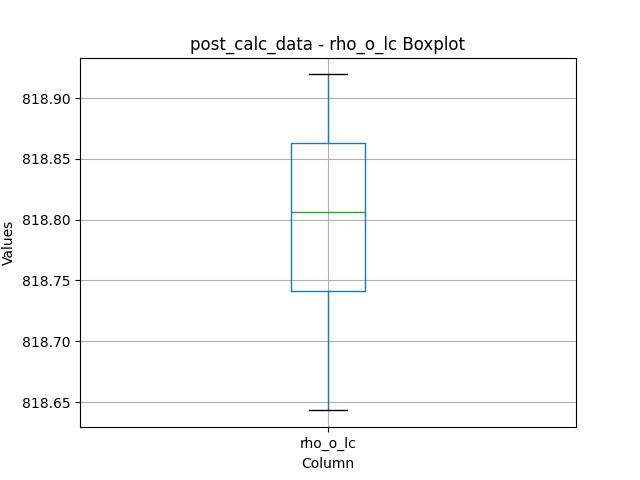 post_calc_data - rho_o_lc Boxplot
818.90
818.85
818.80
818.75
818.70
818.65
Values
rho_o_lc
Column